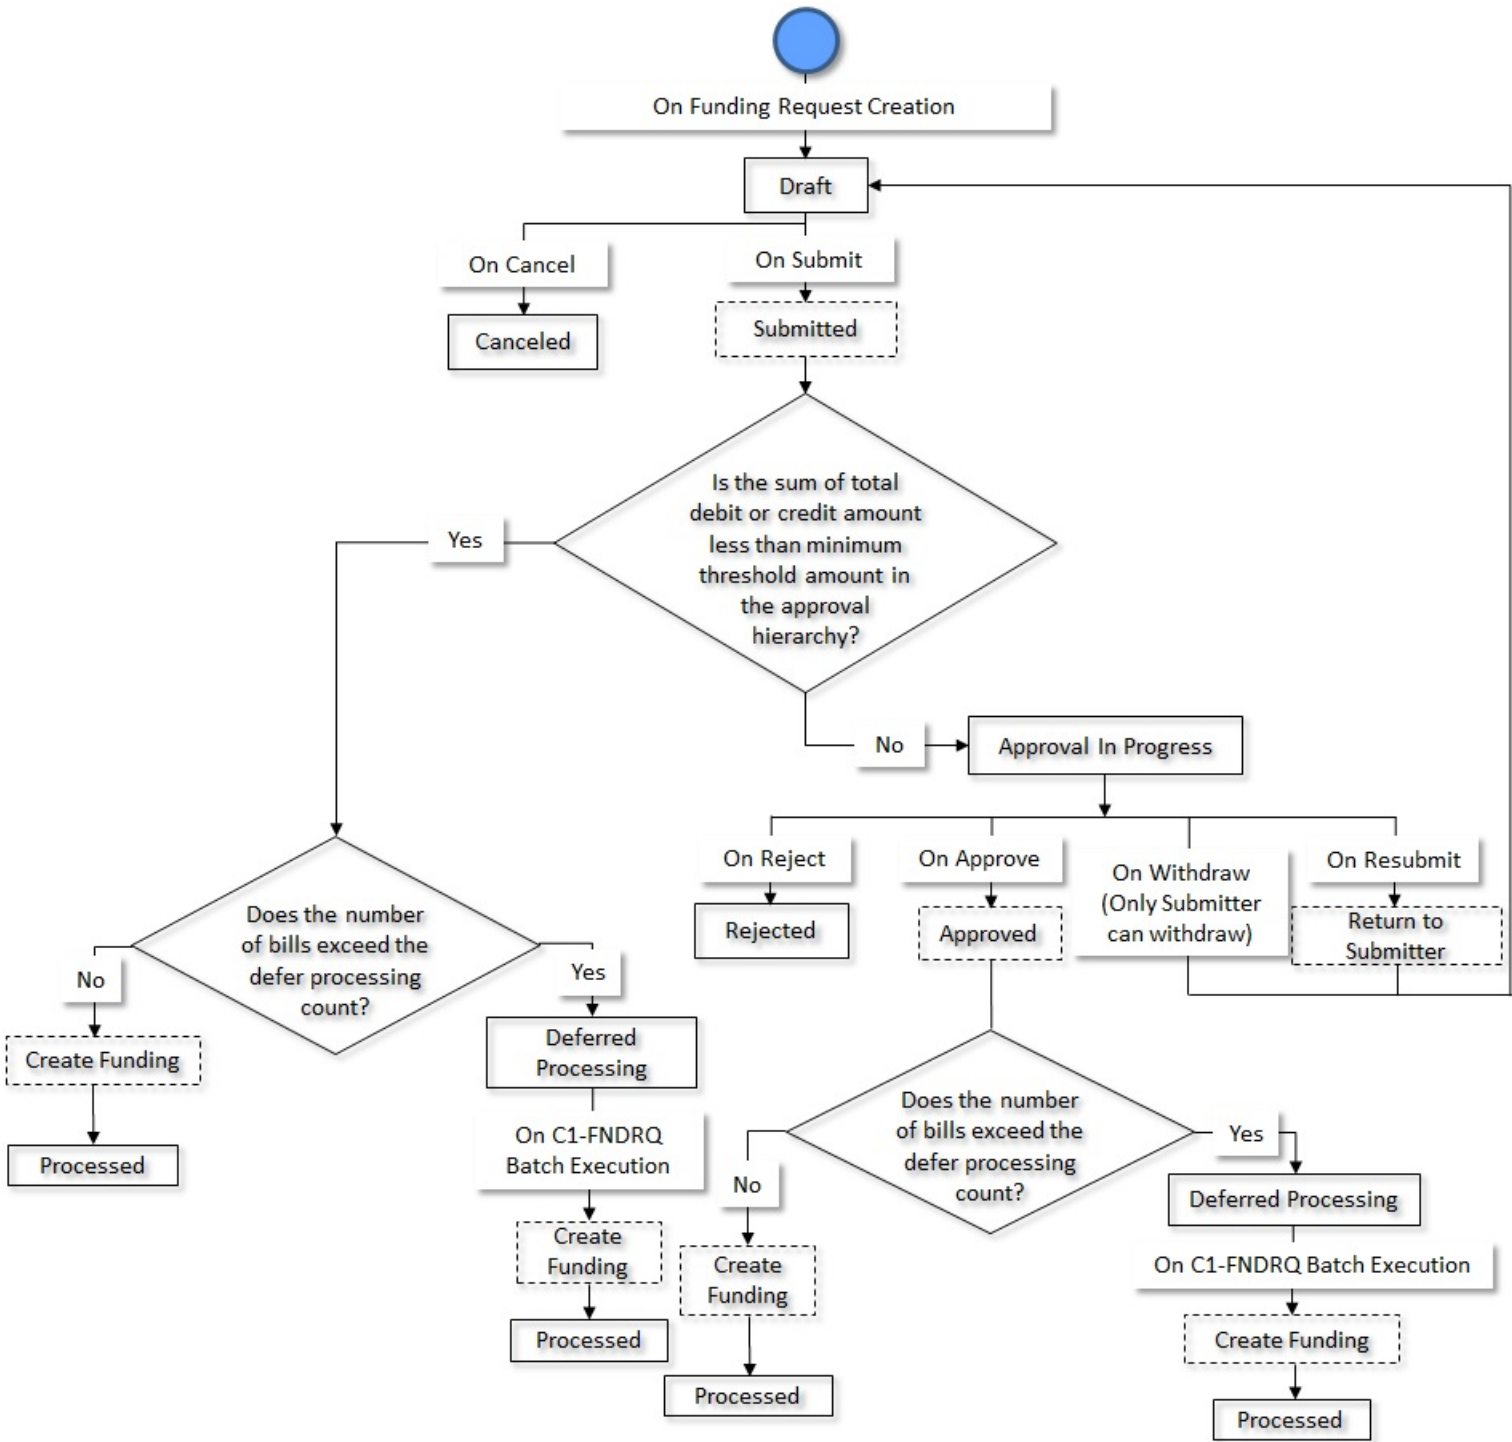 On Funding Request Creation
Draft
On Cancel
On Submit
Canceled
Submitted
Is the sum of total
debit or credit amount
less than minimum
threshold amount in
the approval
hierarchy?
Yes
No
Approval In Progress
On Reject
On Approve
On Withdraw
(Only Submitter
can withdraw)
On Resubmit
Rejected
Approved
Return to
Submitter
Does the number
of bills exceed the
defer processing
count?
No
Yes
Create Funding
Processed
Deferred
Processing
On C1-FNDRQ
Batch Execution
Create
Funding
Processed
Does the number
of bills exceed the
defer processing
count?
No
Yes
Create
Funding
Processed
Deferred Processing
On C1-FNDRQ Batch Execution
Create Funding
Processed